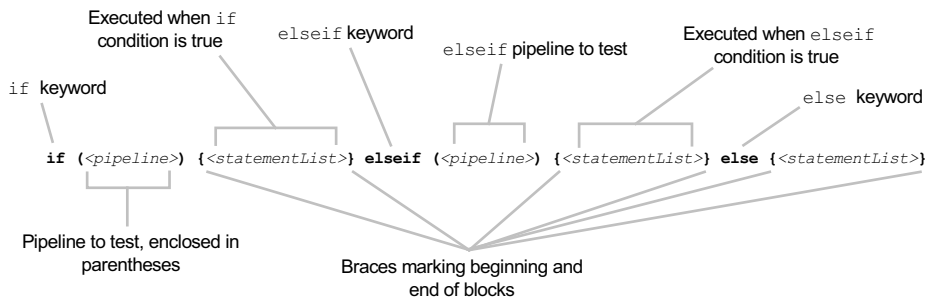 Executed when if
condition is true
elseif keyword
elseif pipeline to test
Executed when elseif
condition is true
if keyword
else keyword
if (<pipeline>) {<statementList>} elseif (<pipeline>) {<statementList>} else {<statementList>}
Pipeline to test, enclosed in
parentheses
Braces marking beginning and
end of blocks